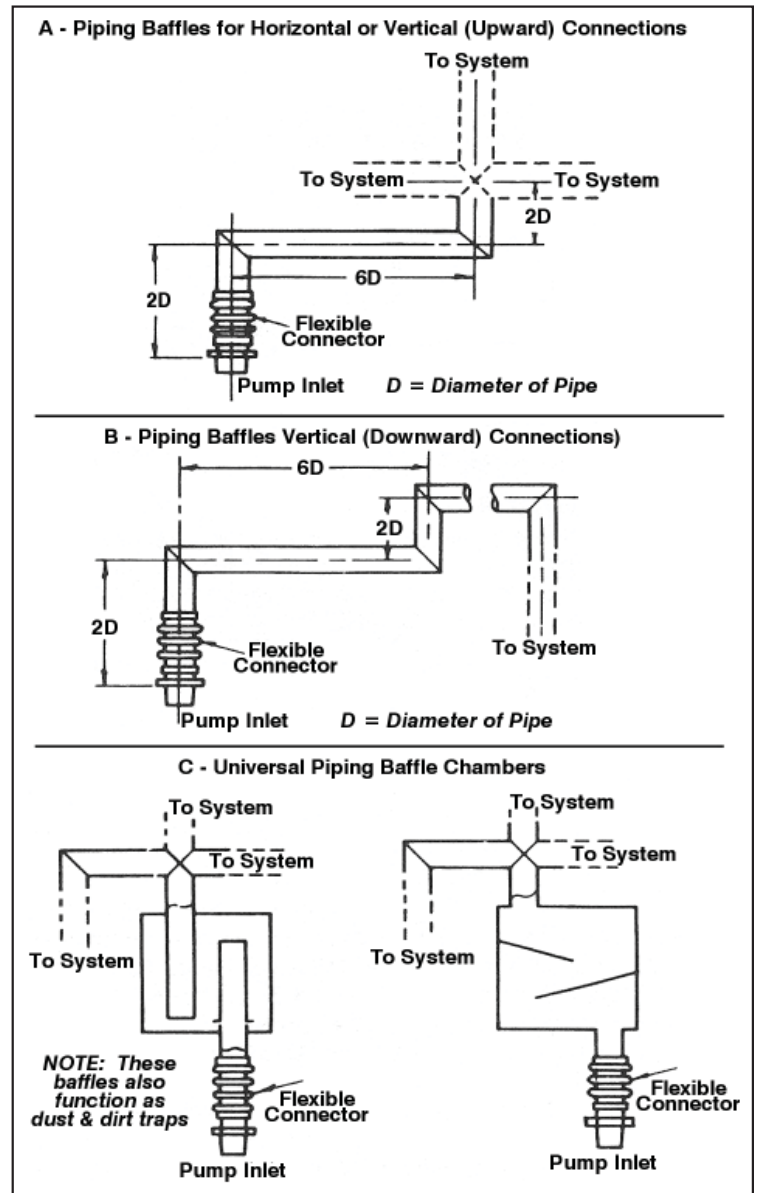 A - Piping Baffles for Horizontal or Vertical (Upward) Connections
To System
To System
To System
2D
6D
2D
Flexible
Connector
Pump Inlet
D = Diameter of Pipe
B - Piping Baffles Vertical (Downward) Connections)
6D
2D
2D
Flexible
Connector
To System
Pump Inlet
D = Diameter of Pipe
C - Universal Piping Baffle Chambers
To System
To System
To System
NOTE: These
baffles also
function as
dust & dirt traps
Flexible
Connector
Pump Inlet
To System
To System
To System
Flexible
Connector
Pump Inlet